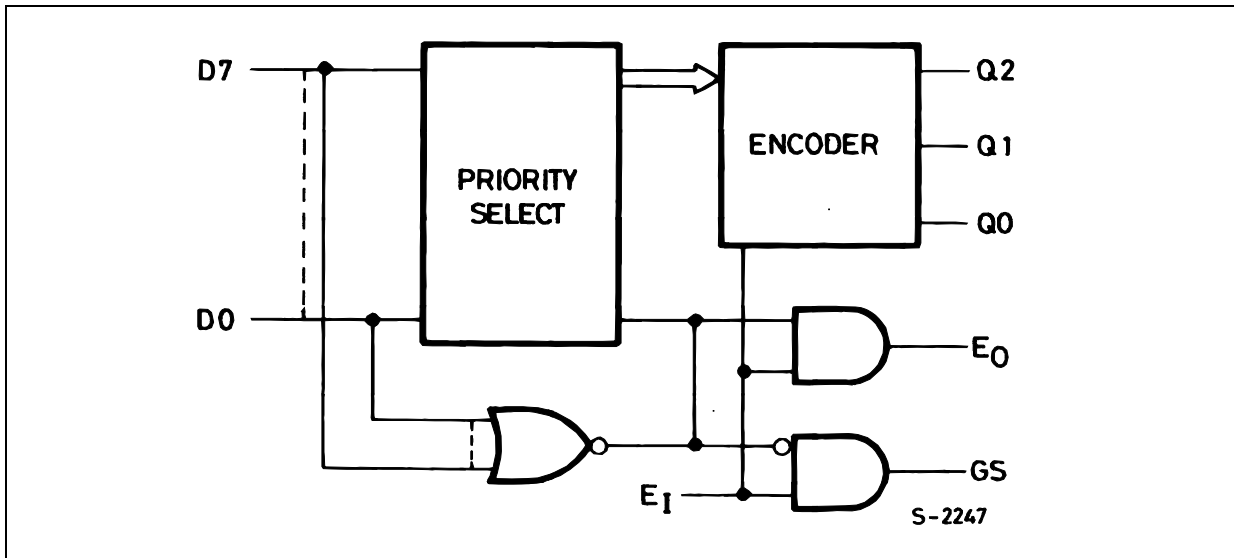 D7
PRIORITY
SELECT
ENCODER
Q2
Q1
Q0
D0
EO
EI
GS
S-2247